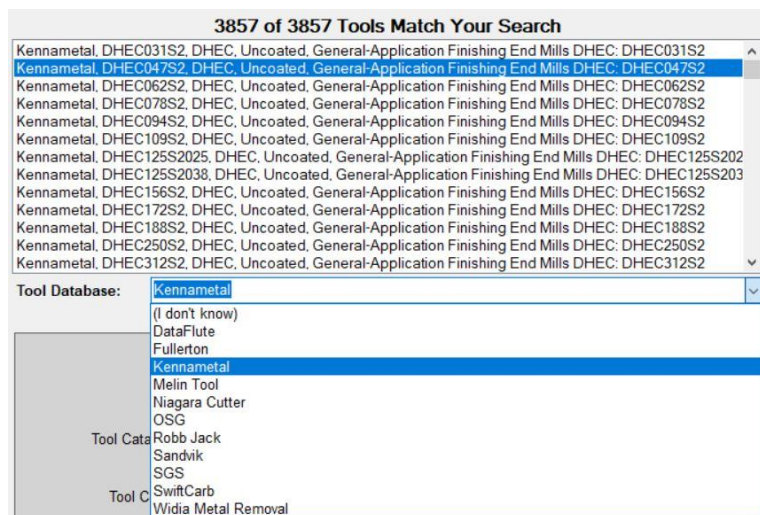 3857 of 3857 Tools Match Your Search
Kennametal, DHEC031S2, DHEC, Uncoated, General-Application Finishing End Mills DHEC: DHEC031S2
Kennametal, DHEC047S2, DHEC, Uncoated, General-Application Finishing End Mills DHEC: DHEC047S2
Kennametal, DHEC062S2, DHEC, Uncoated, General-Application Finishing End Mills DHEC: DHEC062S2
Kennametal, DHEC078S2, DHEC, Uncoated, General-Application Finishing End Mills DHEC: DHEC078S2
Kennametal, DHEC094S2, DHEC, Uncoated, General-Application Finishing End Mills DHEC: DHEC094S2
Kennametal, DHEC109S2, DHEC, Uncoated, General-Application Finishing End Mills DHEC: DHEC109S2
Kennametal, DHEC125S2025, DHEC, Uncoated, General-Application Finishing End Mills DHEC: DHEC125S202
Kennametal, DHEC125S2038, DHEC, Uncoated, General-Application Finishing End Mills DHEC: DHEC125S203
Kennametal, DHEC156S2, DHEC, Uncoated, General-Application Finishing End Mills DHEC: DHEC156S2
Kennametal, DHEC172S2, DHEC, Uncoated, General-Application Finishing End Mills DHEC: DHEC172S2
Kennametal, DHEC188S2, DHEC, Uncoated, General-Application Finishing End Mills DHEC: DHEC188S2
Kennametal, DHEC250S2, DHEC, Uncoated, General-Application Finishing End Mills DHEC: DHEC250S2
Kennametal, DHEC312S2, DHEC, Uncoated, General-Application Finishing End Mills DHEC: DHEC312S2
Tool Database: Kennametal
(I don't know)
DataFlute
Fullerton
Kennametal
Melin Tool
Niagara Cutter
OSG
Tool Cata Robb Jack
Sandvik
SGS
Tool C SwiftCarb
Widia Metal Removal